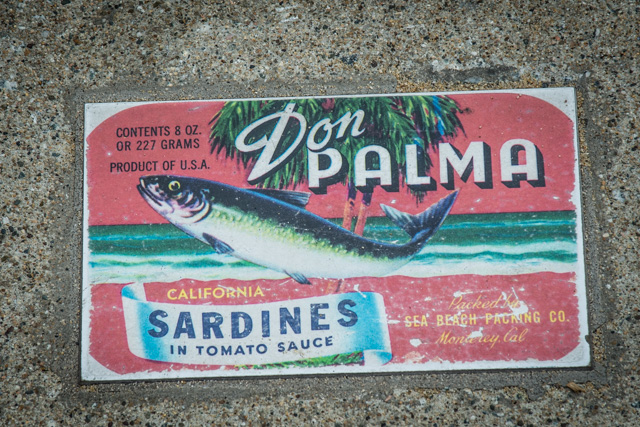 CONTENTS 8 OZ.
OR 227 GRAMS
PRODUCT OF U.S.A.
Don
PALMA
CALIFORNIA
SARDINES
IN TOMATO SAUCE
Packed by
SEA BEACH PACKING CO.
Monterey, Cal